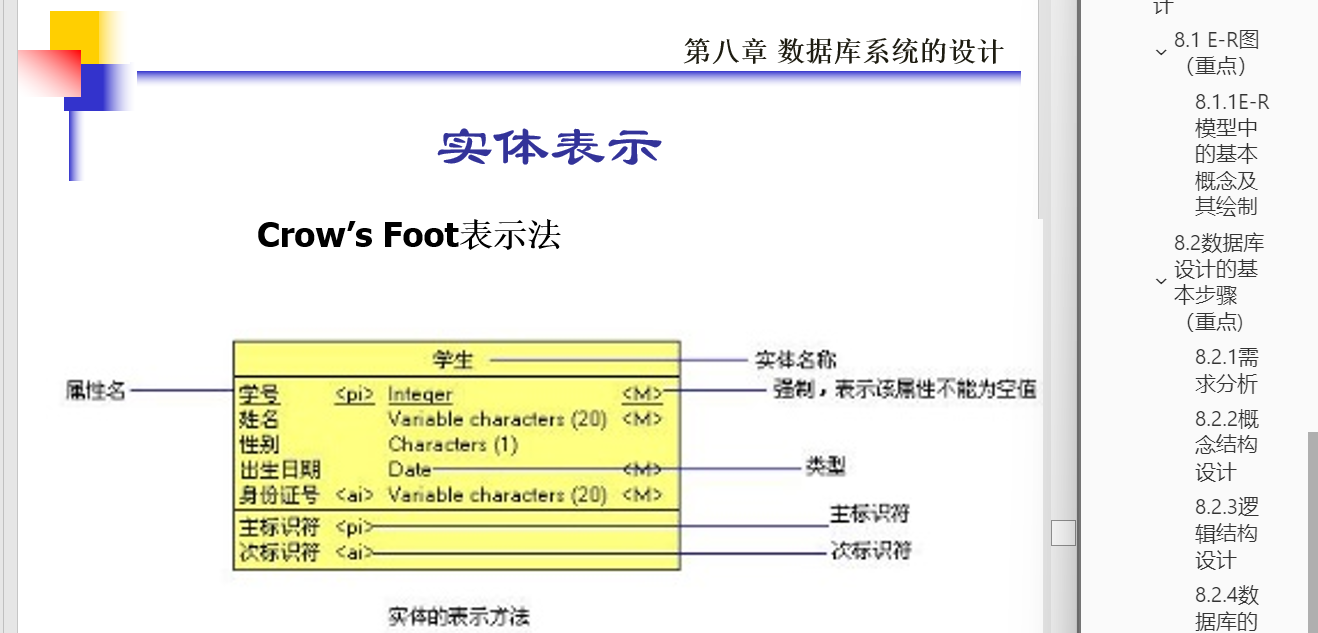 第八章 数据库系统的设计
实体表示
Crow's Foot表示法
学生
实体名称
属性名
学号 <pi> Integer <M>
强制，表示该属性不能为空值
姓名 Variable characters (20) <M>
性别 Characters (1)
出生日期 Date <M>
类型
身份证号 <ai> Variable characters (20) <M>
主标识符 <pi>
主标识符
次标识符 <ai>
次标识符
实体的表示方法
计
8.1 E-R图
（重点）
8.1.1E-R
模型中
的基本
概念及
其绘制
8.2数据库
设计的基
本步骤
（重点)
8.2.1需
求分析
8.2.2概
念结构
设计
8.2.3逻
辑结构
设计
8.2.4数
据库的